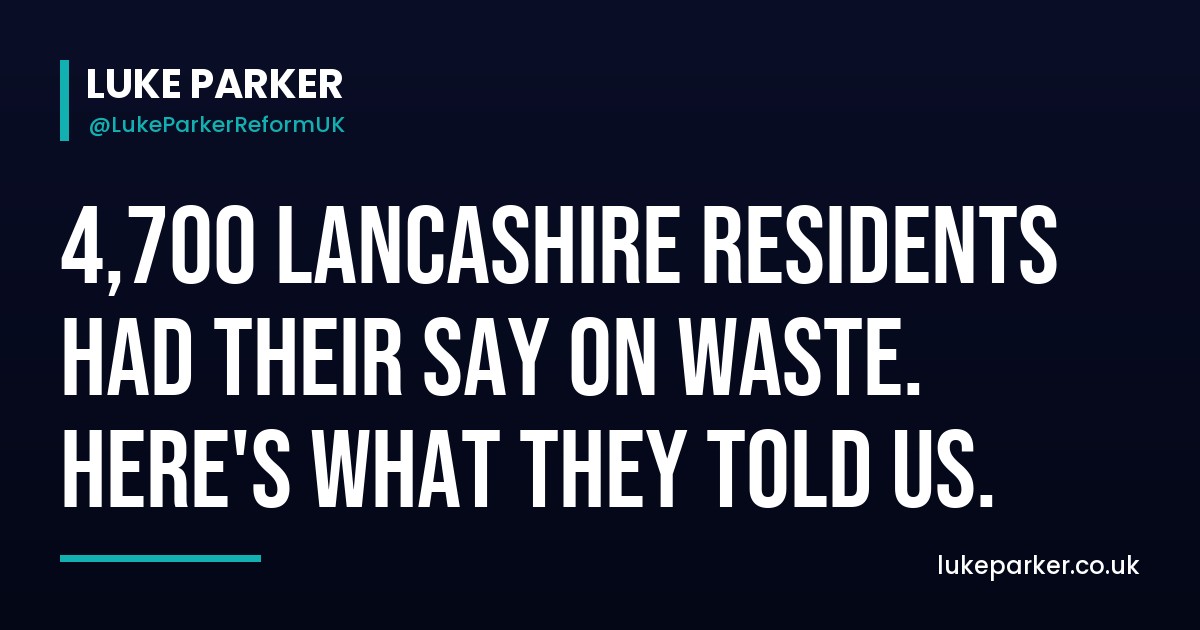 LUKE PARKER
@LukeParkerReformUK
4,700 LANCASHIRE RESIDENTS
HAD THEIR SAY ON WASTE.
HERE'S WHAT THEY TOLD US.
lukeparker.co.uk